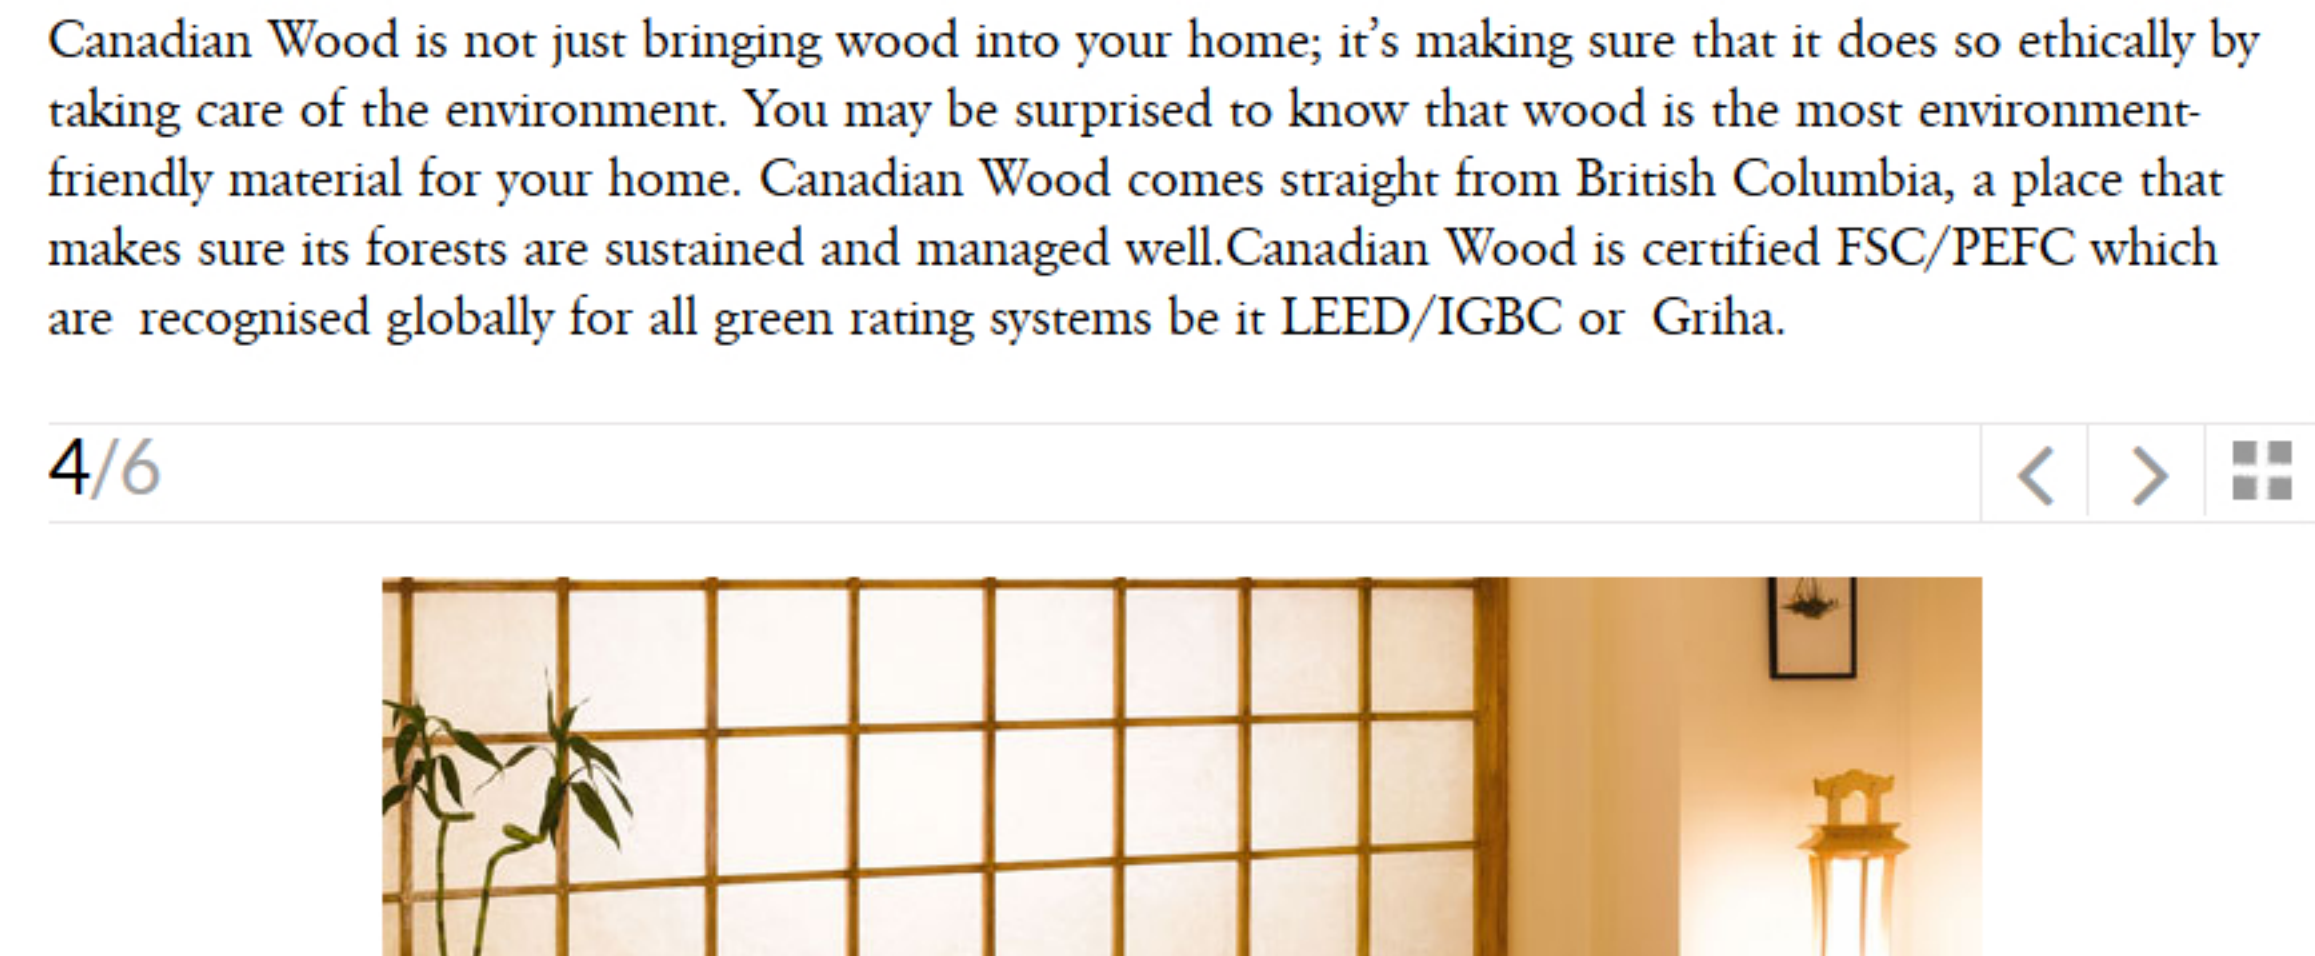 Canadian Wood is not just bringing wood into your home; it’s making sure that it does so ethically by
taking care of the environment. You may be surprised to know that wood is the most environment-
friendly material for your home. Canadian Wood comes straight from British Columbia, a place that
makes sure its forests are sustained and managed well.Canadian Wood is certified FSC/PEFC which
are  recognised globally for all green rating systems be it LEED/IGBC or  Griha.
4/6